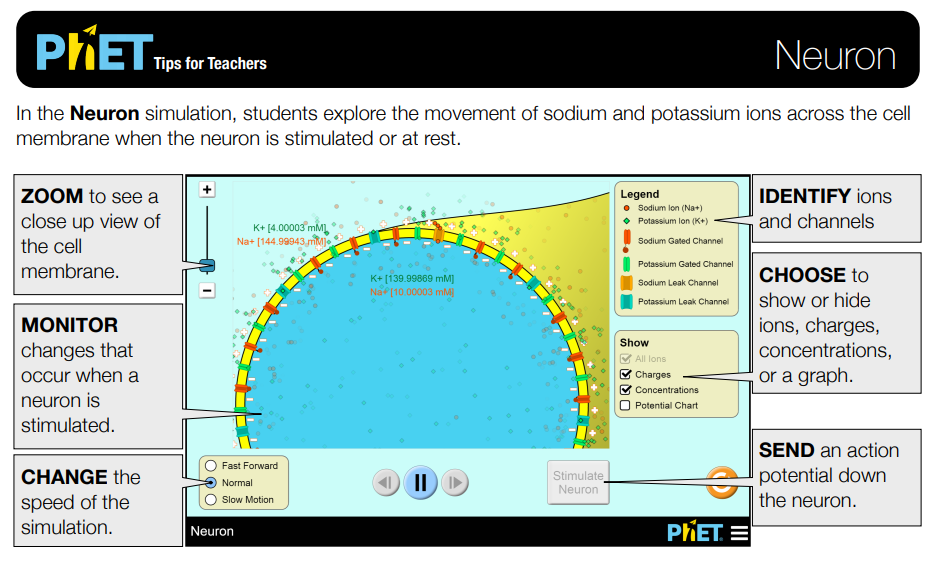 PhET Tips for Teachers
Neuron
In the Neuron simulation, students explore the movement of sodium and potassium ions across the cell
membrane when the neuron is stimulated or at rest.
ZOOM to see a
close up view of
the cell
membrane.
MONITOR
changes that
occur when a
neuron is
stimulated.
CHANGE the
speed of the
simulation.
+
−
K+ [4.00003 mM]
Na+ [144.99943 mM]
K+ [139.99869 mM]
Na+ [10.00003 mM]
Legend
Sodium Ion (Na+)
Potassium Ion (K+)
Sodium Gated Channel
Potassium Gated Channel
Sodium Leak Channel
Potassium Leak Channel
Show
All Ions
Charges
Concentrations
Potential Chart
Fast Forward
Normal
Slow Motion
Stimulate
Neuron
Neuron
PhET
IDENTIFY ions
and channels
CHOOSE to
show or hide
ions, charges,
concentrations,
or a graph.
SEND an action
potential down
the neuron.